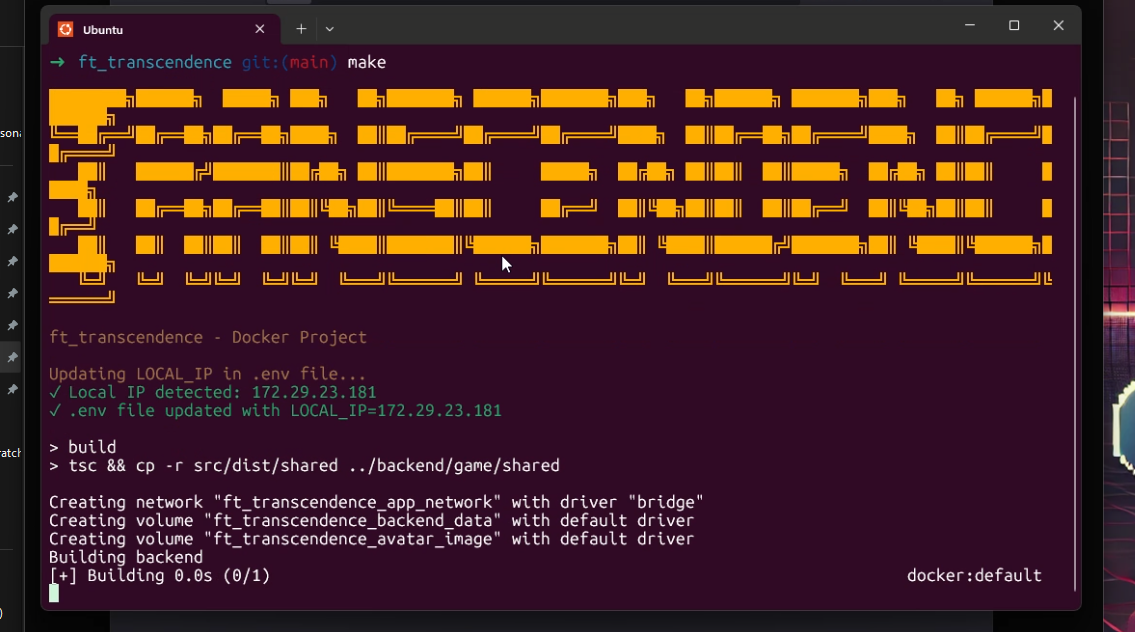 Ubuntu
→ ft_transcendence git:(main) make
TRANSCENDENCE
ft_transcendence - Docker Project
Updating LOCAL_IP in .env file...
✓ Local IP detected: 172.29.23.181
✓ .env file updated with LOCAL_IP=172.29.23.181
> build
> tsc && cp -r src/dist/shared ../backend/game/shared
Creating network "ft_transcendence_app_network" with driver "bridge"
Creating volume "ft_transcendence_backend_data" with default driver
Creating volume "ft_transcendence_avatar_image" with default driver
Building backend
[+] Building 0.0s (0/1) docker:default